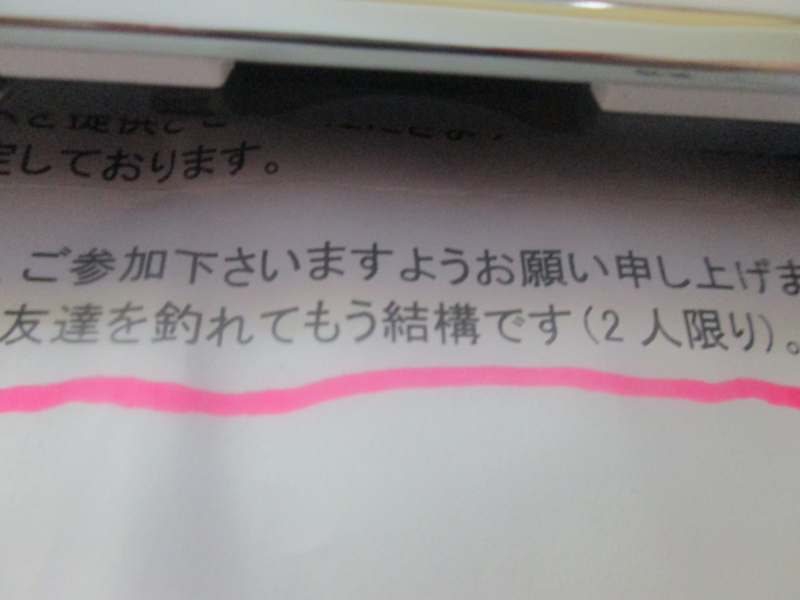 定しております。
ご参加下さいますようお願い申し上げま
友達を釣れてもう結構です(2人限り)。